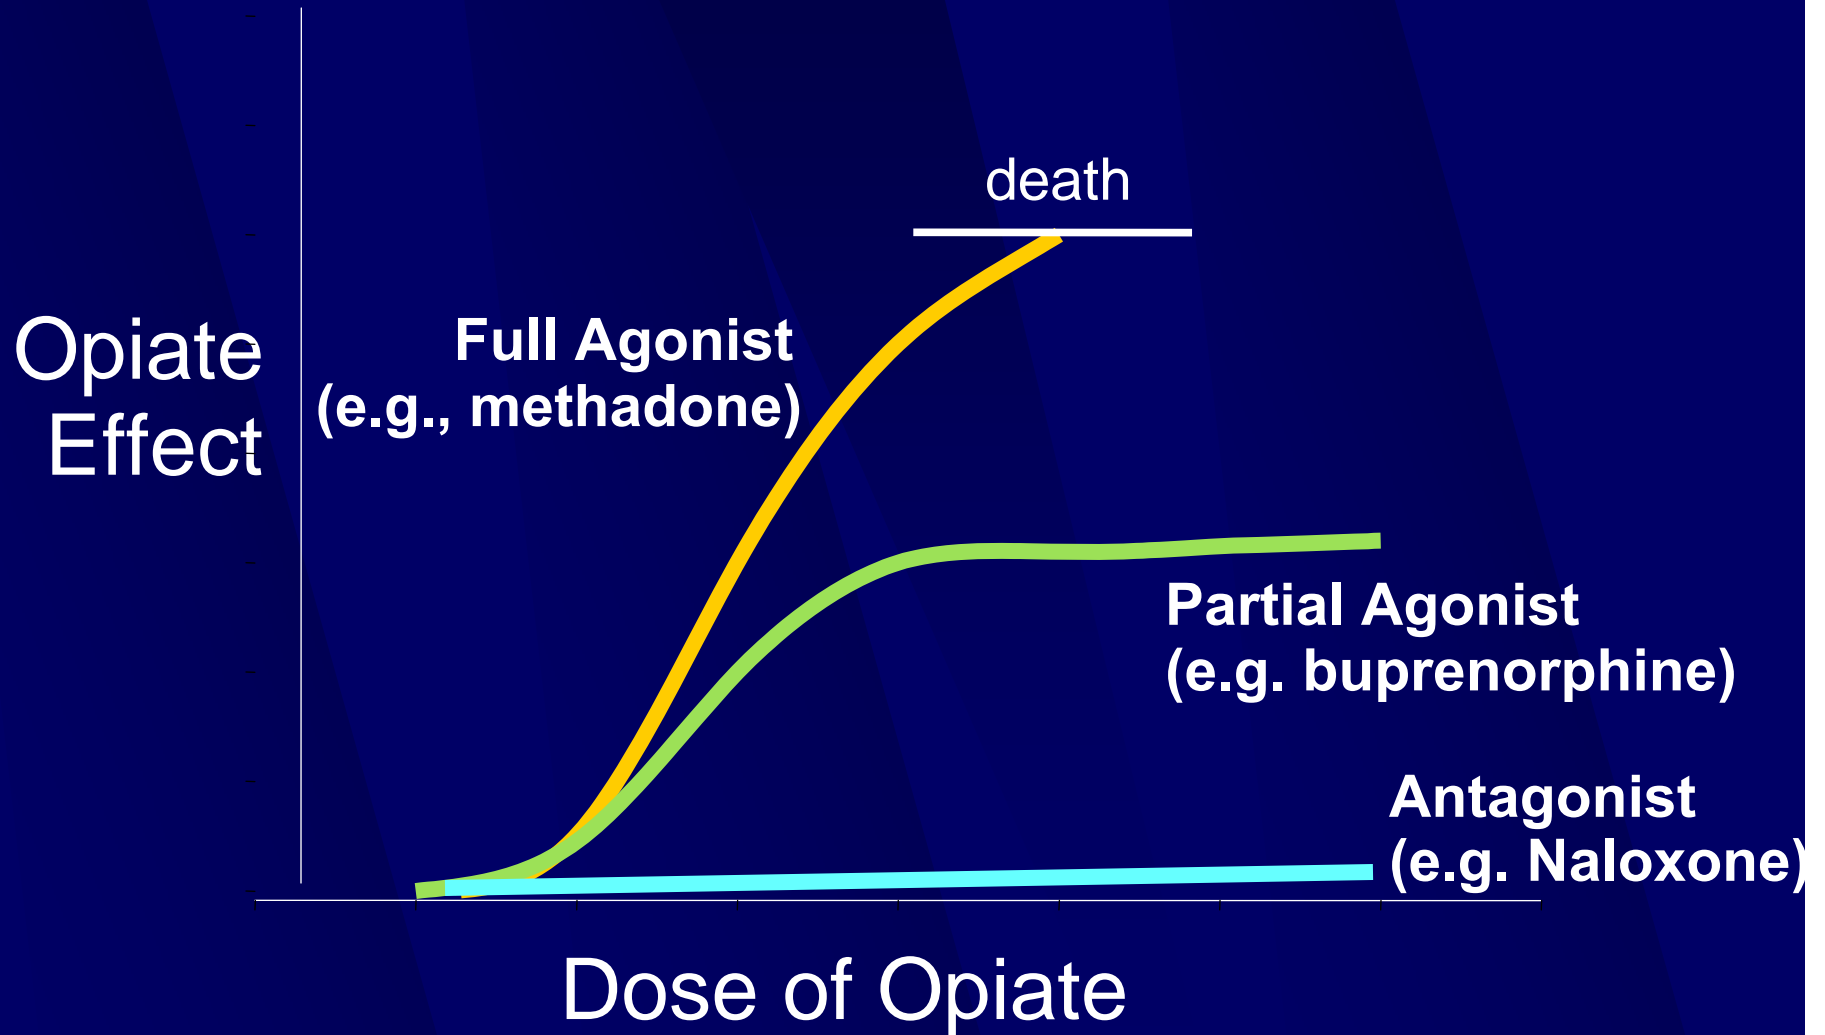 death
Opiate
Effect
Full Agonist
(e.g., methadone)
Partial Agonist
(e.g. buprenorphine)
Antagonist
(e.g. Naloxone)
Dose of Opiate